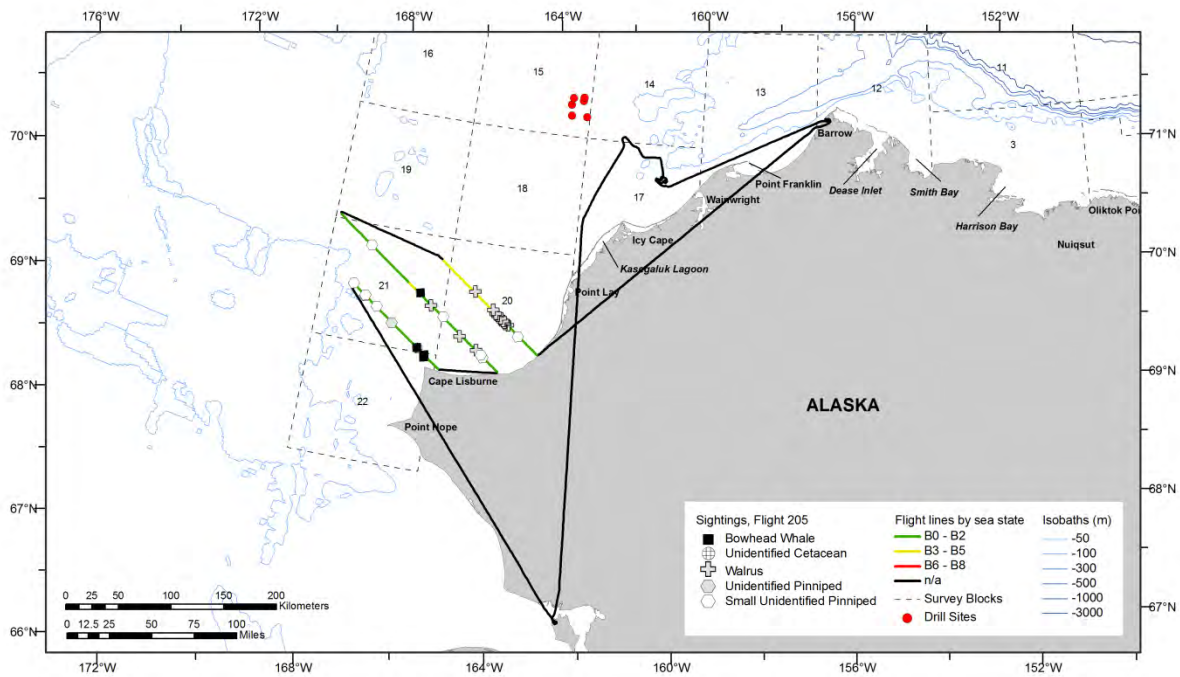 176°W
172°W
168°W
164°W
160°W
156°W
152°W
16
15
14
13
12
11
70°N
71°N
Barrow
3
19
18
17
Point Franklin
Dease Inlet
Smith Bay
Harrison Bay
Oliktok Poi
Wainwright
Icy Cape
Nuiqsut
70°N
69°N
Kasegaluk Lagoon
21
20
Point Lay
68°N
69°N
Cape Lisburne
ALASKA
22
Point Hope
67°N
68°N
Sightings, Flight 205
Bowhead Whale
Unidentified Cetacean
Walrus
Unidentified Pinniped
Small Unidentified Pinniped
Flight lines by sea state
B0 - B2
B3 - B5
B6 - B8
n/a
Survey Blocks
Drill Sites
Isobaths (m)
-50
-100
-300
-500
-1000
-3000
0 25 50 100 150 200
Kilometers
0 12.5 25 50 75 100
Miles
66°N
67°N
172°W
168°W
164°W
160°W
156°W
152°W